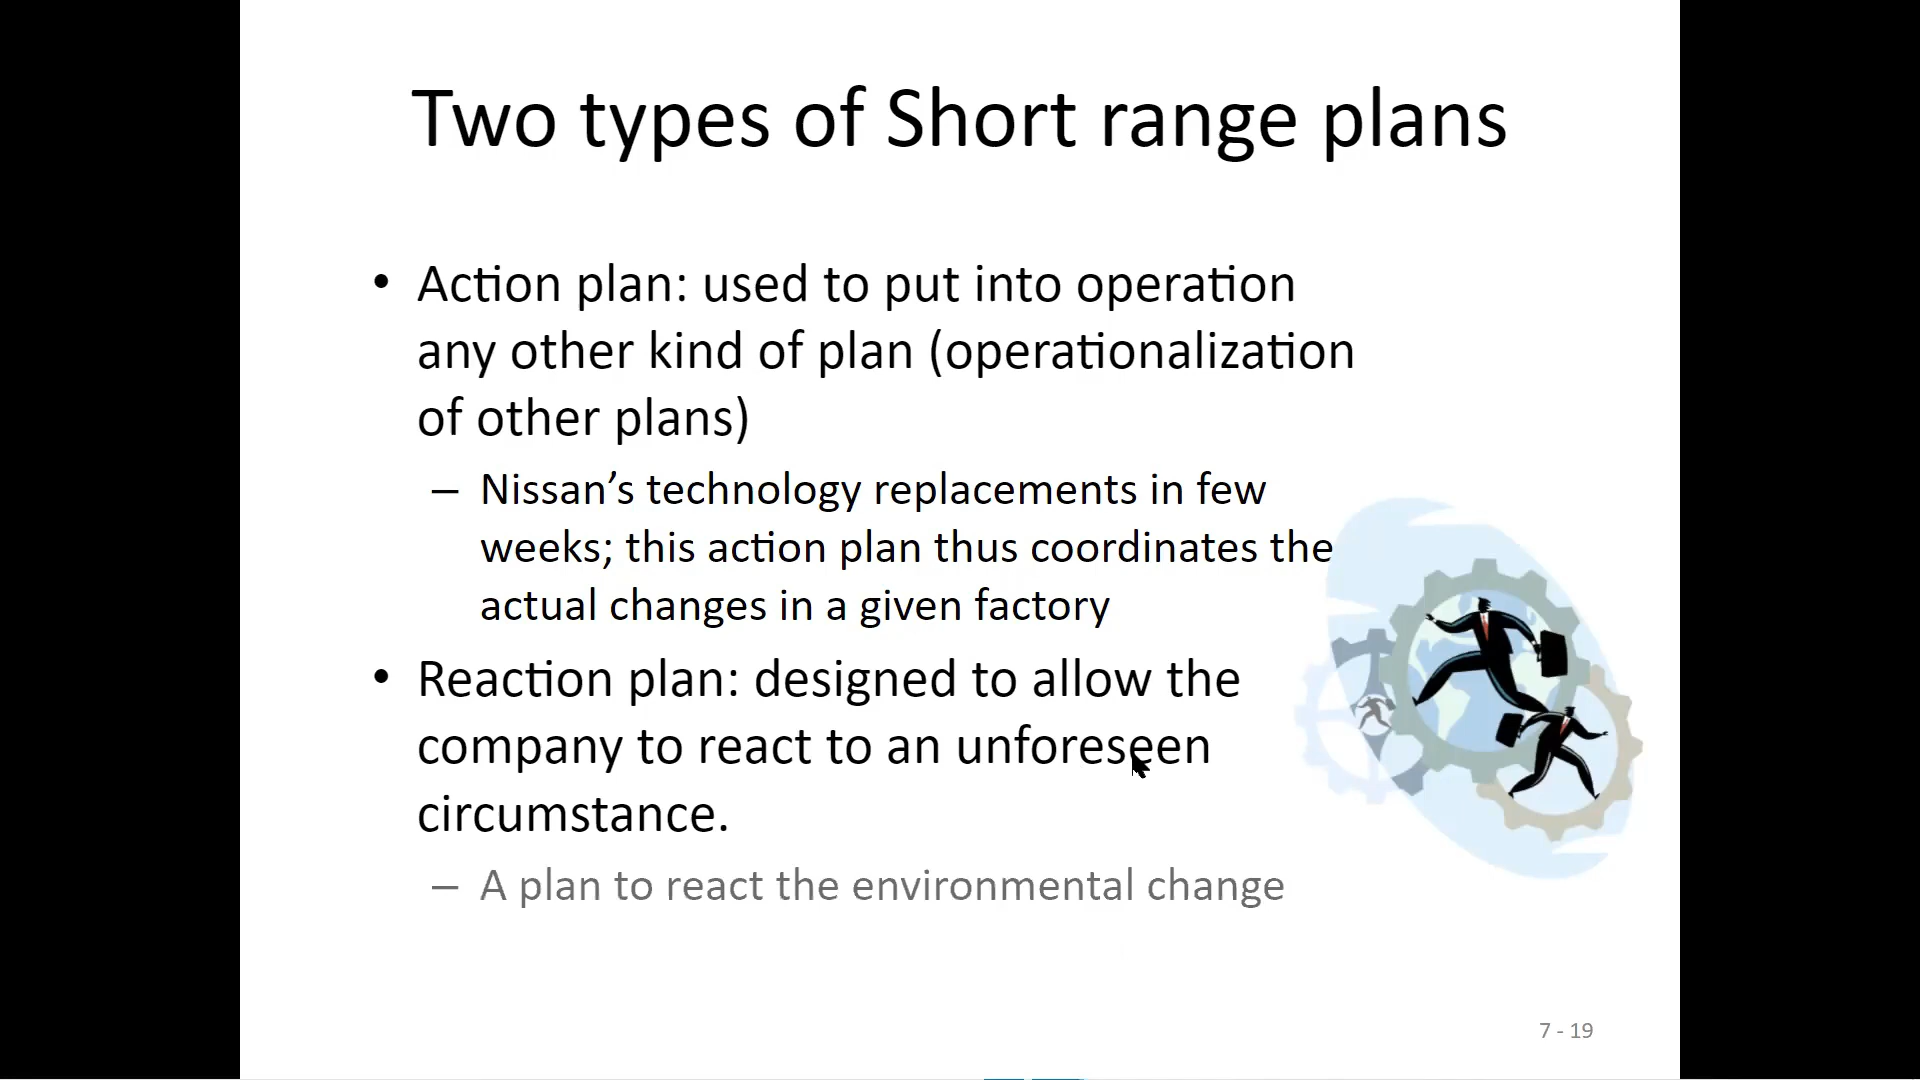 Two types of Short range plans
• Action plan: used to put into operation
any other kind of plan (operationalization
of other plans)
– Nissan’s technology replacements in few
weeks; this action plan thus coordinates the
actual changes in a given factory
• Reaction plan: designed to allow the
company to react to an unforeseen
circumstance.
– A plan to react the environmental change
7 - 19